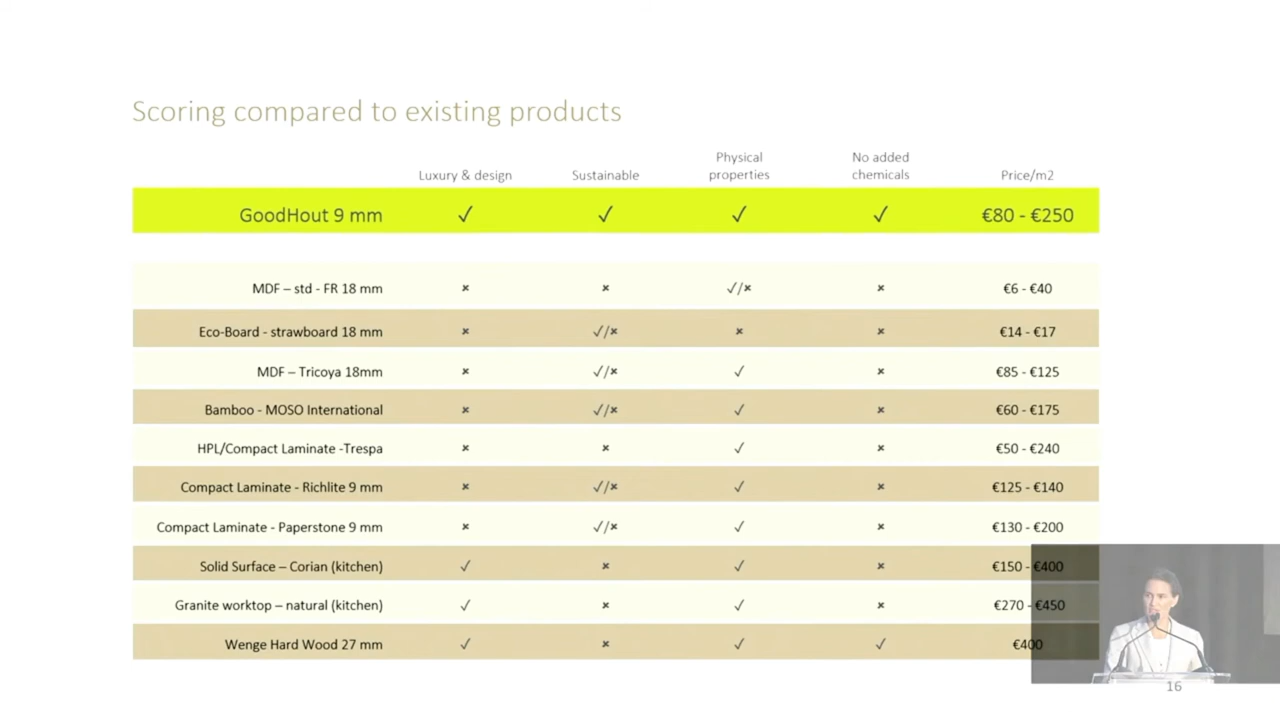 Scoring compared to existing products
Luxury & design Sustainable Physical properties No added chemicals Price/m2
GoodHout 9 mm ✓ ✓ ✓ ✓ €80 - €250
MDF – std - FR 18 mm × × ✓/× × €6 - €40
Eco-Board - strawboard 18 mm × ✓/× × × €14 - €17
MDF – Tricoya 18mm × ✓/× ✓ × €85 - €125
Bamboo - MOSO International × ✓/× ✓ × €60 - €175
HPL/Compact Laminate -Trespa × × ✓ × €50 - €240
Compact Laminate - Richlite 9 mm × ✓/× ✓ × €125 - €140
Compact Laminate - Paperstone 9 mm × ✓/× ✓ × €130 - €200
Solid Surface – Corian (kitchen) ✓ × ✓ × €150 - €400
Granite worktop – natural (kitchen) ✓ × ✓ × €270 - €450
Wenge Hard Wood 27 mm ✓ × ✓ ✓ €400
16